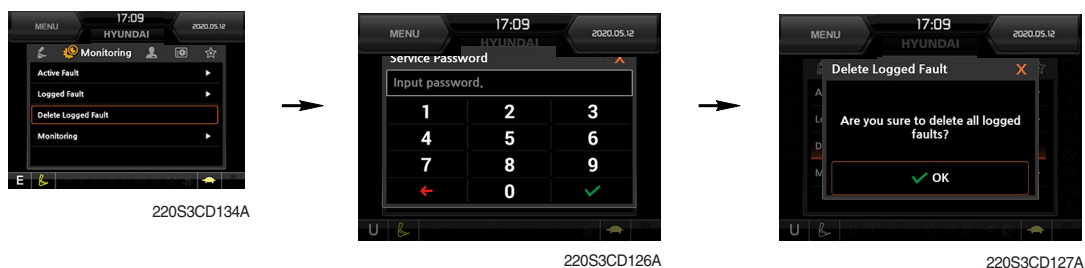 MENU
17:09
2020.05.12
HYUNDAI
Monitoring
Active Fault
Logged Fault
Delete Logged Fault
Monitoring
E
220S3CD134A
MENU
17:09
2020.05.12
HYUNDAI
Service Password
X
Input password.
1 2 3
4 5 6
7 8 9
0
U
220S3CD126A
MENU
17:09
2020.05.12
HYUNDAI
Delete Logged Fault
X
Are you sure to delete all logged
faults?
OK
U
220S3CD127A